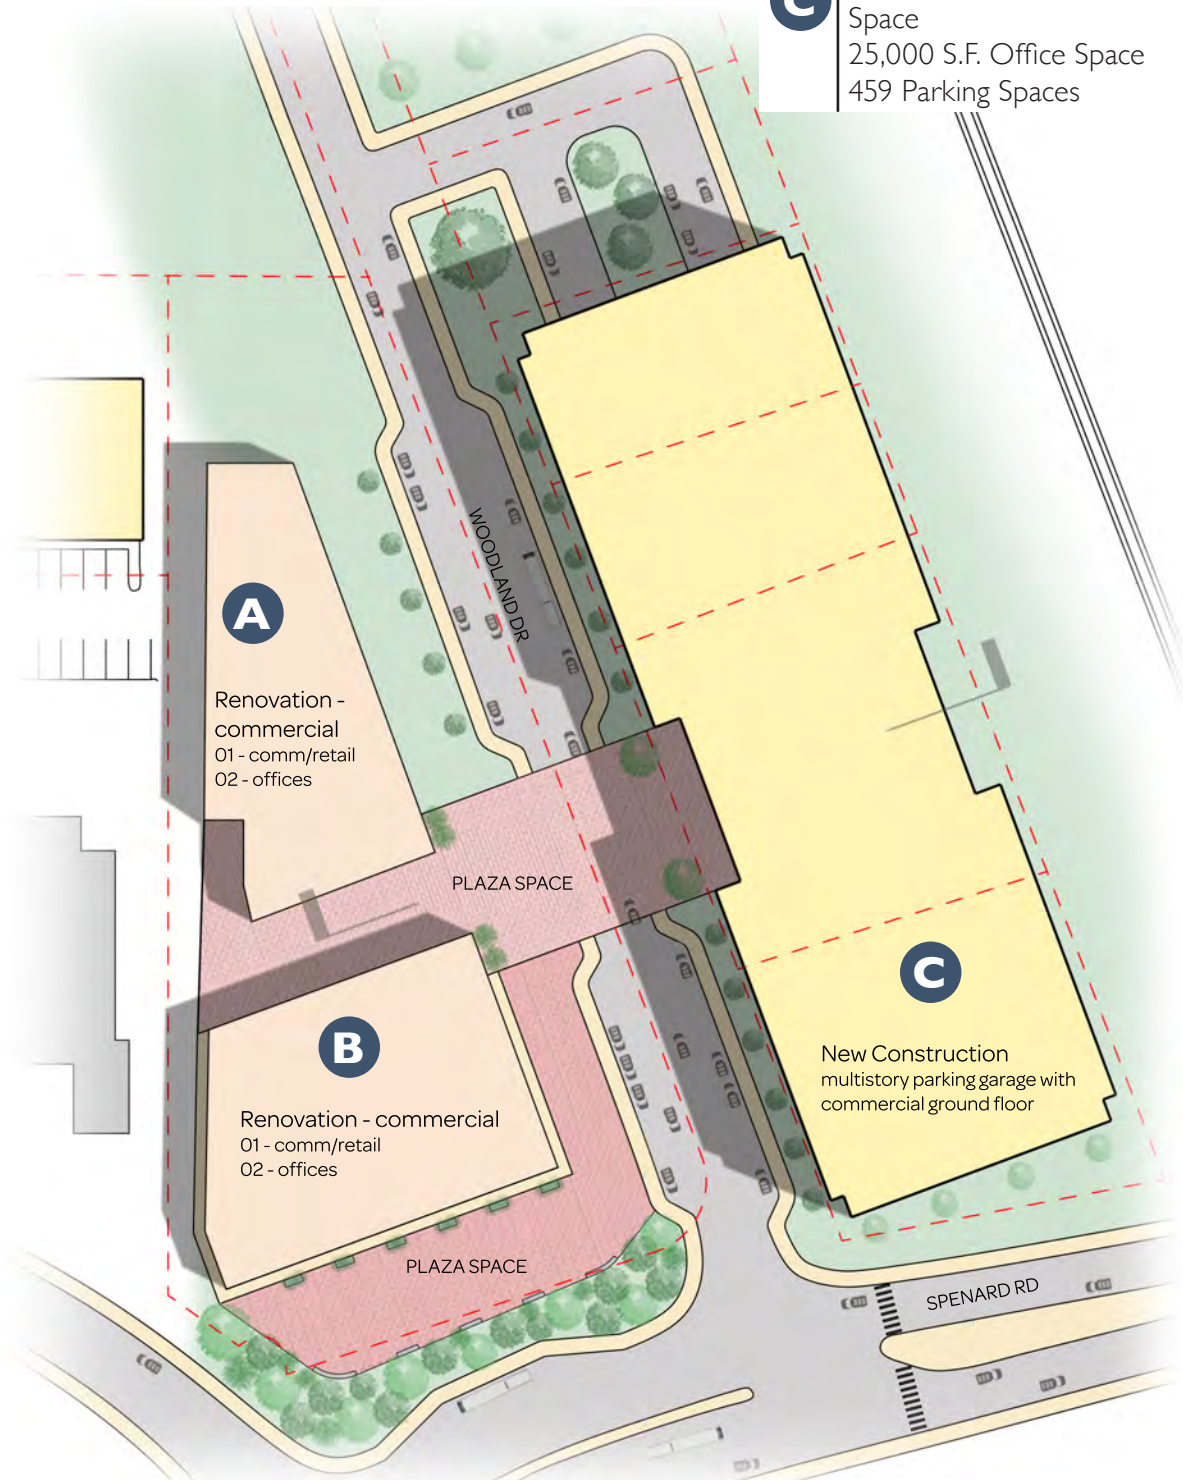 C
Space
25,000 S.F. Office Space
459 Parking Spaces
WOODLAND DR
A
Renovation -
commercial
01 - comm/retail
02 - offices
PLAZA SPACE
C
New Construction
multistory parking garage with
commercial ground floor
B
Renovation - commercial
01 - comm/retail
02 - offices
PLAZA SPACE
SPENARD RD